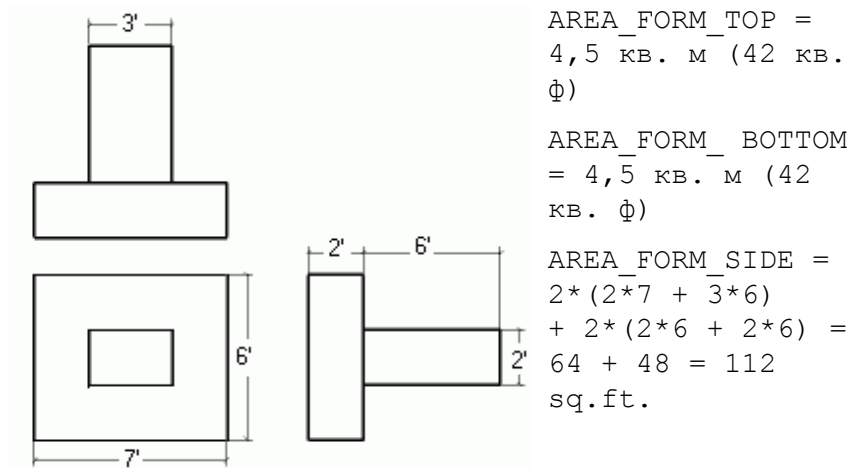 3'
AREA_FORM_TOP =
4,5 кв. м (42 кв.
ф)
AREA_FORM_ BOTTOM
= 4,5 кв. м (42
кв. ф)
2'
6'
AREA_FORM_SIDE =
2*(2*7 + 3*6)
+ 2*(2*6 + 2*6) =
64 + 48 = 112
sq.ft.
6'
2'
7'